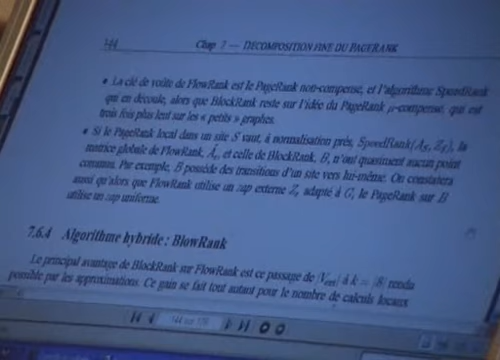 144 Chap 7 — DECOMPOSITION FINE DU PAGERANK
• La clé de voûte de FlowRank est le PageRank non-compensé, et l'algorithme SpeedRank
qui en découle, alors que BlockRank reste sur l'idée du PageRank μ-compensé, qui est
trois fois plus lent sur les « petits » graphes.
• Si le PageRank local dans un site S vaut, à normalisation près, SpeedRank(A_S, Z_S), la
matrice globale de FlowRank, et celle de BlockRank, B, n'ont quasiment aucun point
commun. Par exemple, B possède des transitions d'un site vers lui-même. On constatera
aussi qu'alors que FlowRank utilise un zap externe adapté à G, le PageRank sur B
utilise un zap uniforme.
7.6.4 Algorithme hybride : BlowRank
Le principal avantage de BlockRank sur FlowRank est ce passage de |V_ext| à k = |S| rendu
possible par les approximations. Ce gain se fait tout autant pour le nombre de calculs locaux